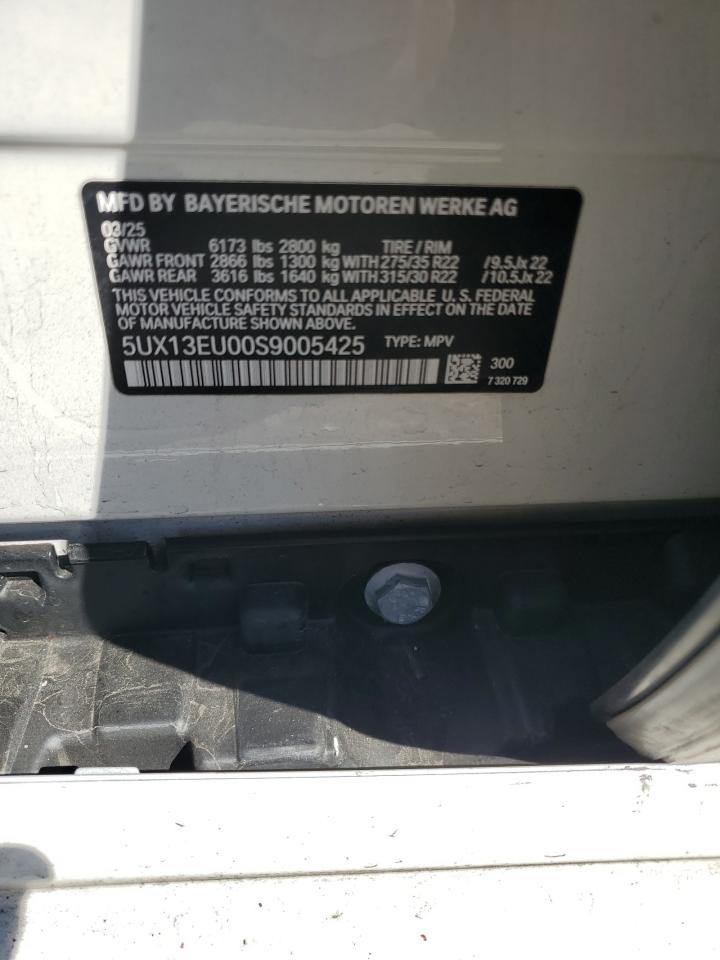 MFD BY BAYERISCHE MOTOREN WERKE AG
03/25
GVWR 6173 lbs 2800 kg TIRE / RIM
GAWR FRONT 2866 lbs 1300 kg WITH 275/35 R22 /9.5Jx22
GAWR REAR 3616 lbs 1640 kg WITH 315/30 R22 /10.5Jx22
THIS VEHICLE CONFORMS TO ALL APPLICABLE U. S. FEDERAL
MOTOR VEHICLE SAFETY STANDARDS IN EFFECT ON THE
DATE OF MANUFACTURE SHOWN ABOVE.
5UX13EU00S9005425 TYPE: MPV
300
7 320 729